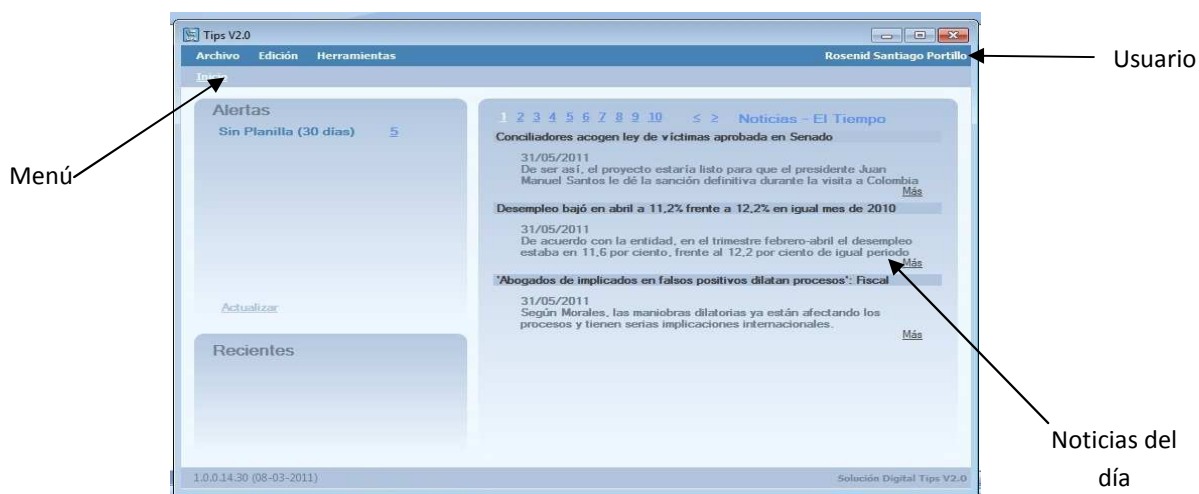 Tips V2.0
Archivo Edición Herramientas Rosenid Santiago Portillo
Inicio
Usuario
Menú
Alertas
Sin Planilla (30 días) 5
Actualizar
Recientes
1 2 3 4 5 6 7 8 9 10 ≤ ≥ Noticias - El Tiempo
Conciliadores acogen ley de víctimas aprobada en Senado
31/05/2011
De ser así, el proyecto estaría listo para que el presidente Juan
Manuel Santos le dé la sanción definitiva durante la visita a Colombia
Más
Desempleo bajó en abril a 11,2% frente a 12,2% en igual mes de 2010
31/05/2011
De acuerdo con la entidad, en el trimestre febrero-abril el desempleo
estaba en 11,6 por ciento, frente al 12,2 por ciento de igual periodo
Más
'Abogados de implicados en falsos positivos dilatan procesos': Fiscal
31/05/2011
Según Morales, las maniobras dilatorias ya están afectando los
procesos y tienen serias implicaciones internacionales.
Más
Noticias del
día
1.0.0.14.30 (08-03-2011) Solución Digital Tips V2.0